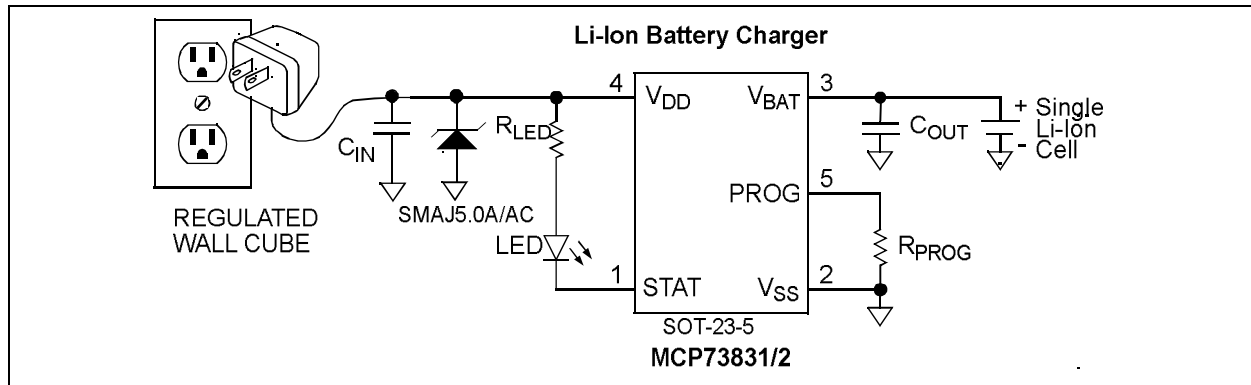 Li-Ion Battery Charger
4
3
VDD
VBAT
RLED
CIN
COUT
+ Single
Li-Ion
- Cell
5
PROG
SMAJ5.0A/AC
REGULATED
WALL CUBE
LED
RPROG
1
2
STAT
VSS
SOT-23-5
MCP73831/2